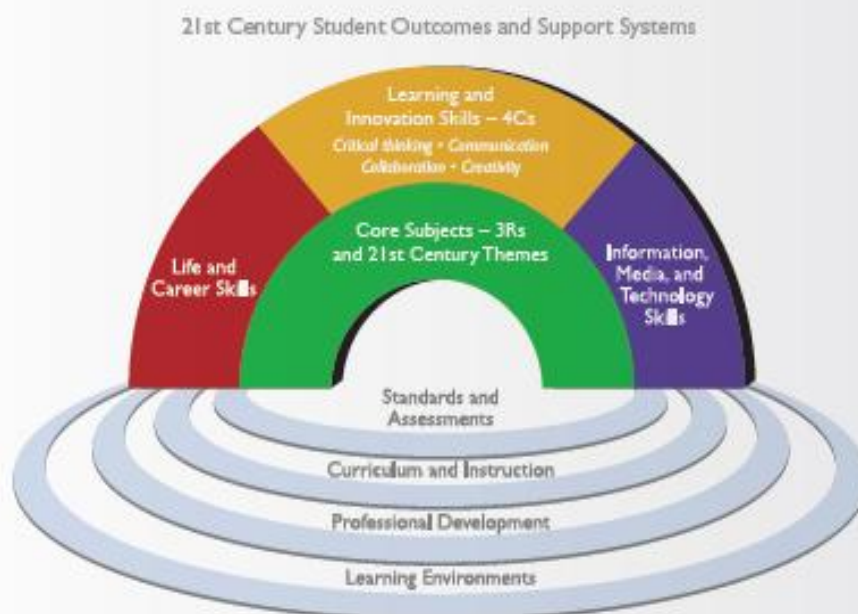 21st Century Student Outcomes and Support Systems
Learning and
Innovation Skills – 4Cs
Critical thinking • Communication
Collaboration • Creativity
Core Subjects – 3Rs
and 21st Century Themes
Life and
Career Skills
Information,
Media, and
Technology
Skills
Standards and
Assessments
Curriculum and Instruction
Professional Development
Learning Environments